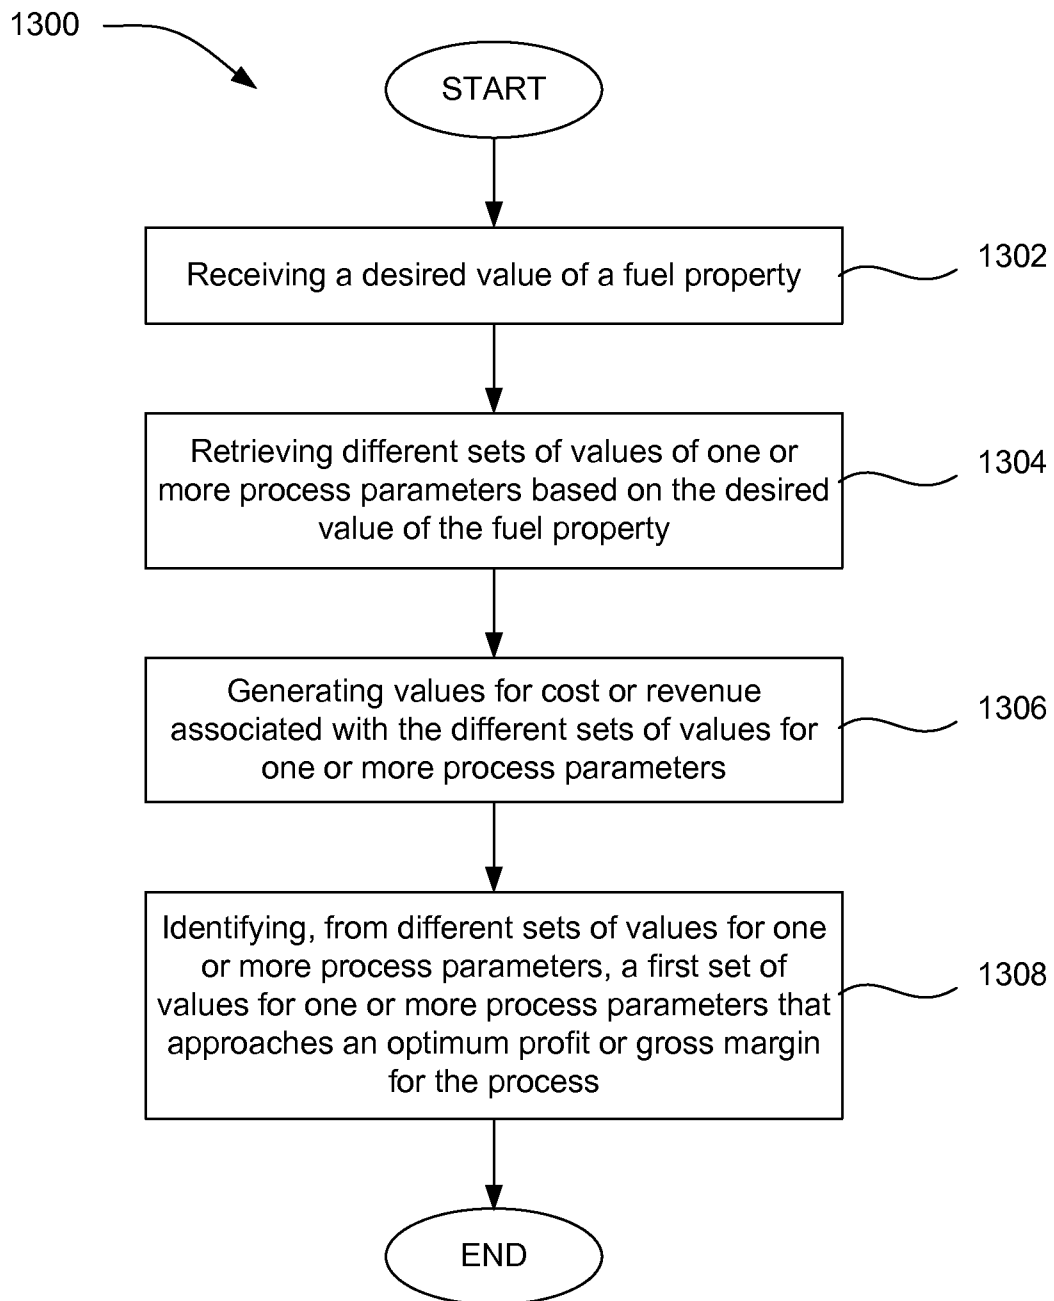 1300
START
Receiving a desired value of a fuel property
1302
Retrieving different sets of values of one or
more process parameters based on the desired
value of the fuel property
1304
Generating values for cost or revenue
associated with the different sets of values for
one or more process parameters
1306
Identifying, from different sets of values for one
or more process parameters, a first set of
values for one or more process parameters that
approaches an optimum profit or gross margin
for the process
1308
END